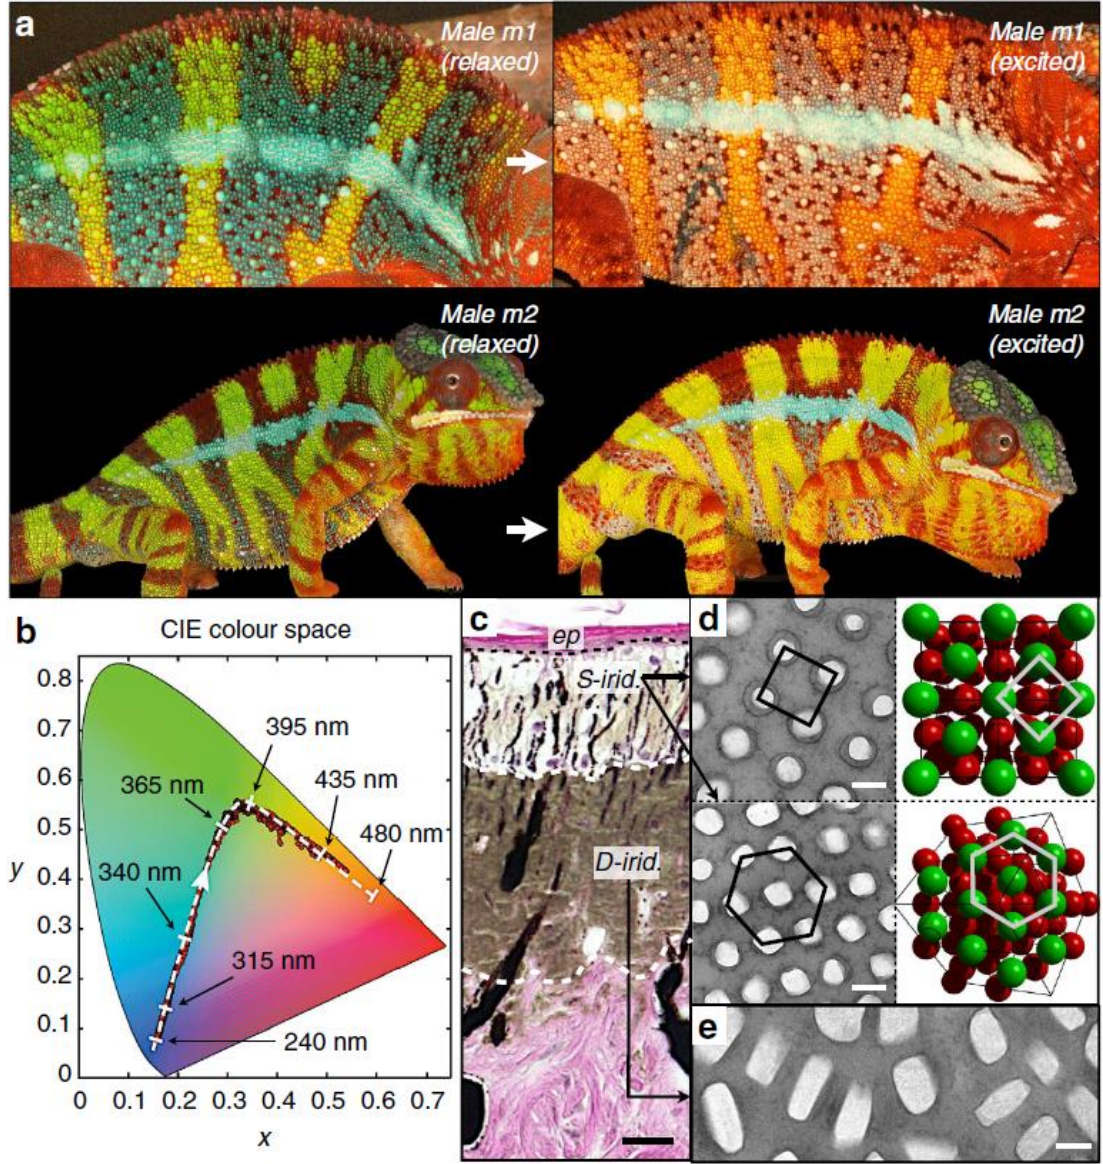 a
Male m1
(relaxed)
Male m1
(excited)
Male m2
(relaxed)
Male m2
(excited)
b
CIE colour space
0.8
0.7
0.6
0.5
0.4
0.3
0.2
0.1
0
y
395 nm
365 nm
435 nm
480 nm
340 nm
315 nm
240 nm
0 0.1 0.2 0.3 0.4 0.5 0.6 0.7
x
c
ep
S-irid.
D-irid.
d
e